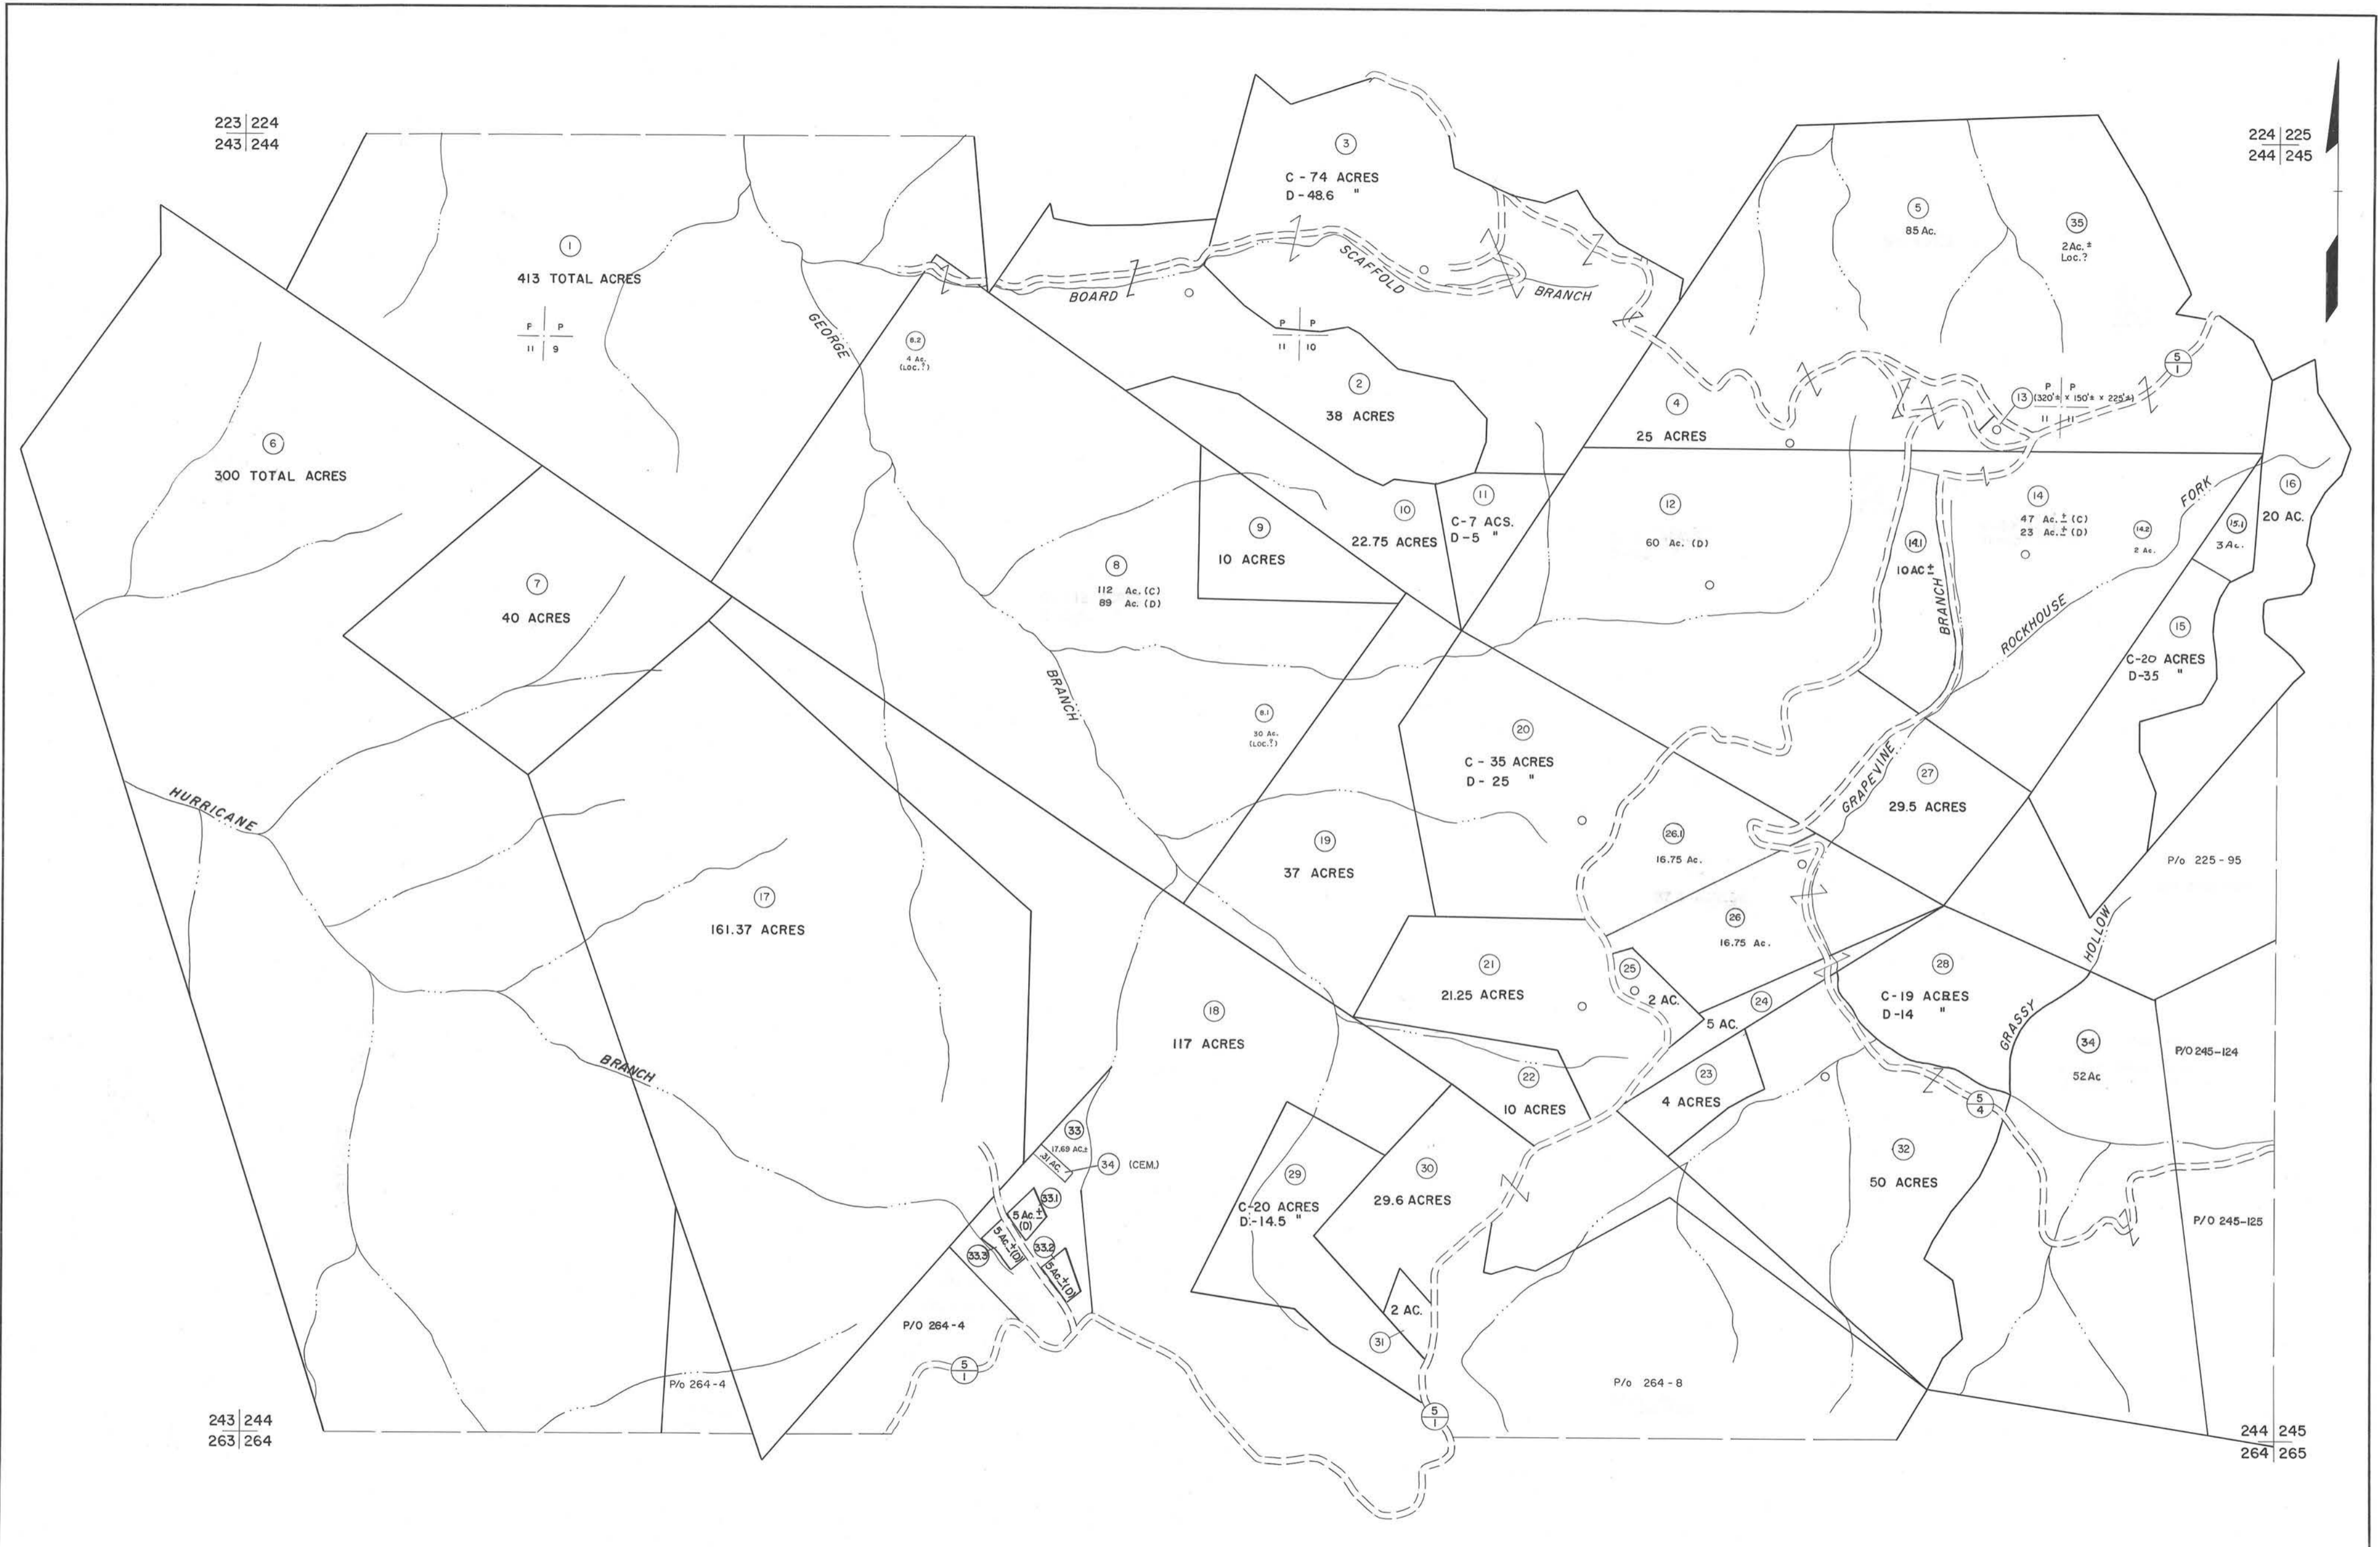 223 224
243 244
224 225
244 245
3
C - 74 ACRES
D - 48.6 "
5
85 Ac.
35
2 Ac.±
Loc.?
1
413 TOTAL ACRES
P P
11 9
GEORGE
BOARD
SCAFFOLD
BRANCH
8.2
4 Ac.
(LOC.?)
P P
11 10
5
1
2
38 ACRES
4
25 ACRES
13 (320'± x 150'± x 225'±)
P P
11 11
6
300 TOTAL ACRES
7
40 ACRES
8
112 Ac. (C)
89 Ac. (D)
9
10 ACRES
10
22.75 ACRES
11
C-7 ACS.
D-5 "
12
60 Ac. (D)
14.1
10 AC±
BRANCH
14
47 Ac.± (C)
23 Ac.± (D)
14.2
2 Ac.
FORK
15.1
3 Ac.
16
20 AC.
ROCKHOUSE
15
C-20 ACRES
D-35 "
BRANCH
8.1
30 Ac.
(LOC.?)
20
C - 35 ACRES
D - 25 "
GRAPEVINE
27
29.5 ACRES
HURRICANE
19
37 ACRES
26.1
16.75 Ac.
P/o 225-95
17
161.37 ACRES
26
16.75 Ac.
HOLLOW
21
21.25 ACRES
25
2 AC.
24
5 AC.
28
C-19 ACRES
D-14 "
GRASSY
18
117 ACRES
34
52 Ac
P/O 245-124
BRANCH
22
10 ACRES
23
4 ACRES
5
4
33
17.69 AC.±
.31 AC.
34 (CEM.)
32
50 ACRES
29
C-20 ACRES
D-14.5 "
30
29.6 ACRES
33.1
5 Ac.±
(D)
33.3
5 Ac.±(D)
33.2
5 Ac.±(D)
P/O 245-125
2 AC.
31
P/O 264-4
5
1
P/o 264-4
P/o 264-8
5
1
243 244
263 264
244 245
264 265